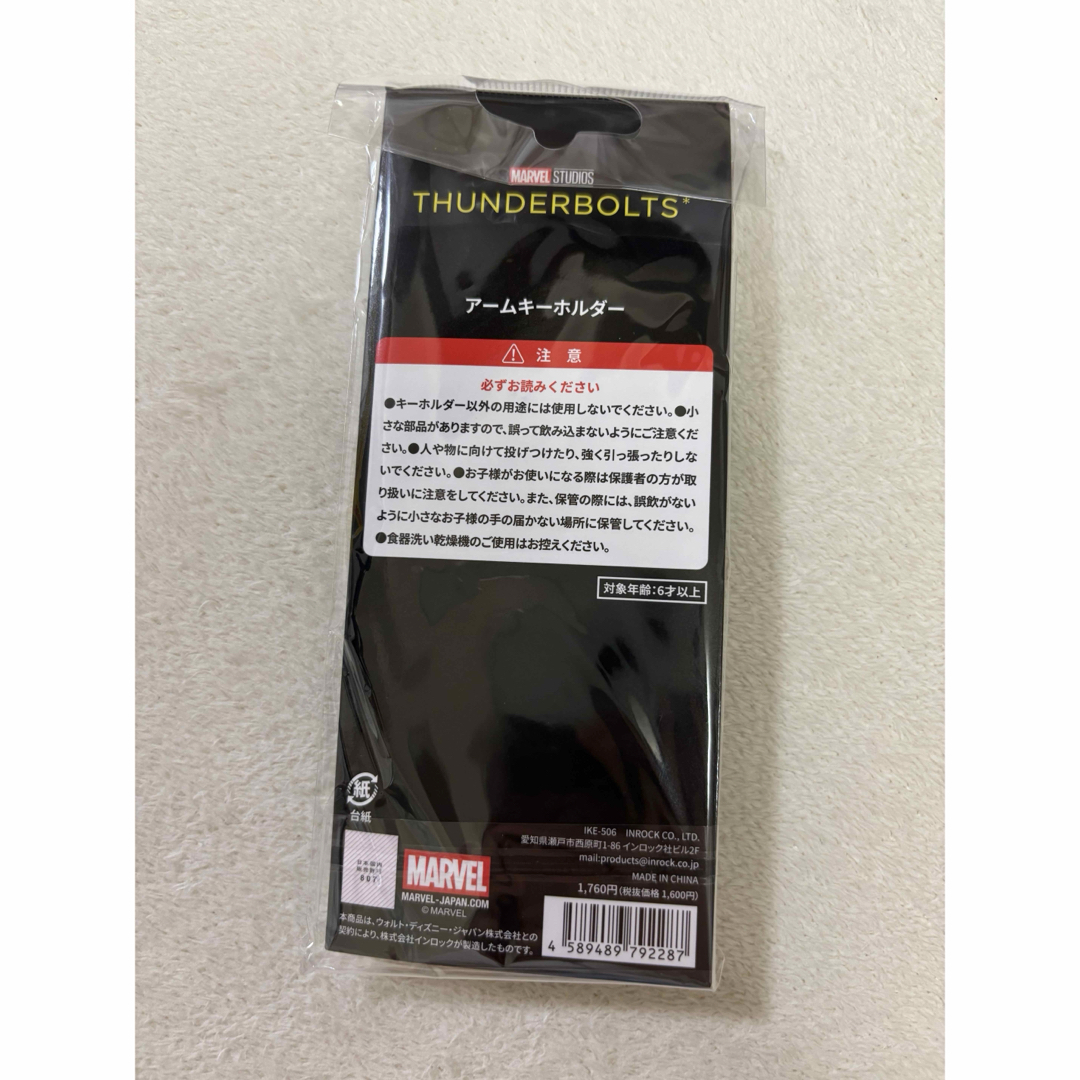 MARVEL STUDIOS
THUNDERBOLTS*
アームキーホルダー
注 意
必ずお読みください
●キーホルダー以外の用途には使用しないでください。●小
さな部品がありますので、誤って飲み込まないようにご注意くだ
さい。●人や物に向けて投げつけたり、強く引っ張ったりしな
いでください。●お子様がお使いになる際は保護者の方が取
り扱いに注意をしてください。また、保管の際には、誤飲がない
ように小さなお子様の手の届かない場所に保管してください。
●食器洗い乾燥機のご使用はお控えください。
対象年齢:6才以上
紙
台紙
IKE-506 INROCK CO., LTD.
愛知県瀬戸市西原町1-86 インロック社ビル2F
mail:products@inrock.co.jp
MADE IN CHINA
1,760円(税抜価格 1,600円)
日本国内
607
MARVEL
MARVEL-JAPAN.COM
© MARVEL
本商品は、ウォルト・ディズニー・ジャパン株式会社との
契約により、株式会社インロックが製造したものです。
4 589489 792287